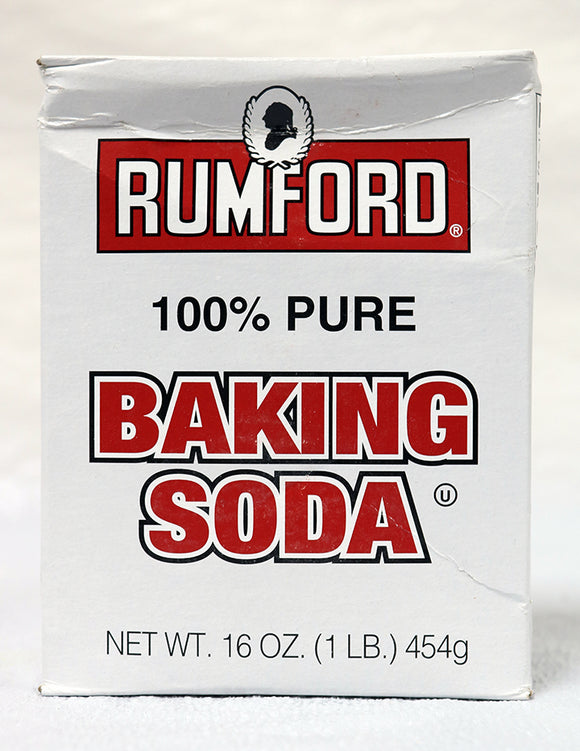 RUMFORD®
100% PURE
BAKING
SODA Ⓤ
NET WT. 16 OZ. (1 LB.) 454g